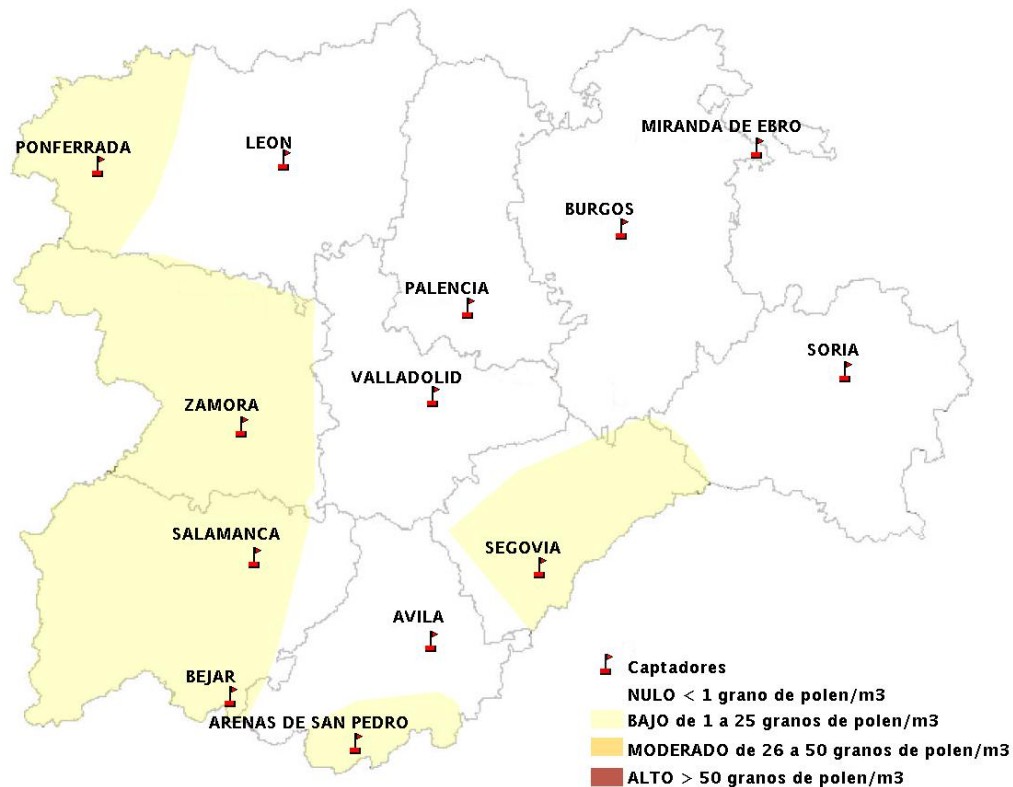 MIRANDA DE EBRO
PONFERRADA
LEON
BURGOS
PALENCIA
SORIA
VALLADOLID
ZAMORA
SALAMANCA
SEGOVIA
AVILA
BEJAR
ARENAS DE SAN PEDRO
Captadores
NULO < 1 grano de polen/m3
BAJO de 1 a 25 granos de polen/m3
MODERADO de 26 a 50 granos de polen/m3
ALTO > 50 granos de polen/m3